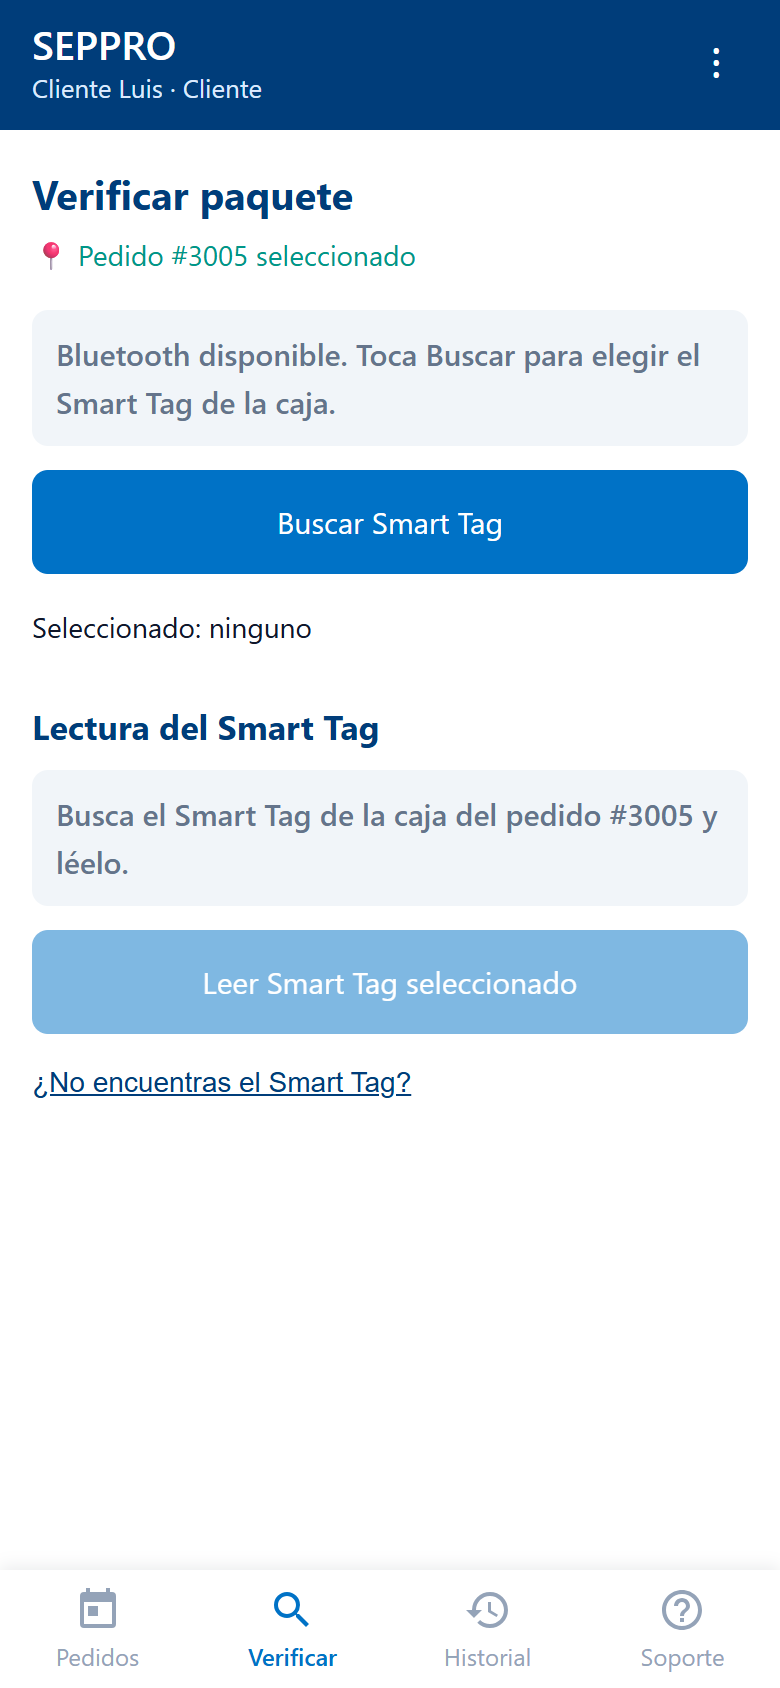 SEPPRO
Cliente Luis · Cliente
Verificar paquete
📍 Pedido #3005 seleccionado
Bluetooth disponible. Toca Buscar para elegir el
Smart Tag de la caja.
Buscar Smart Tag
Seleccionado: ninguno
Lectura del Smart Tag
Busca el Smart Tag de la caja del pedido #3005 y
léelo.
Leer Smart Tag seleccionado
¿No encuentras el Smart Tag?
Pedidos
Verificar
Historial
Soporte